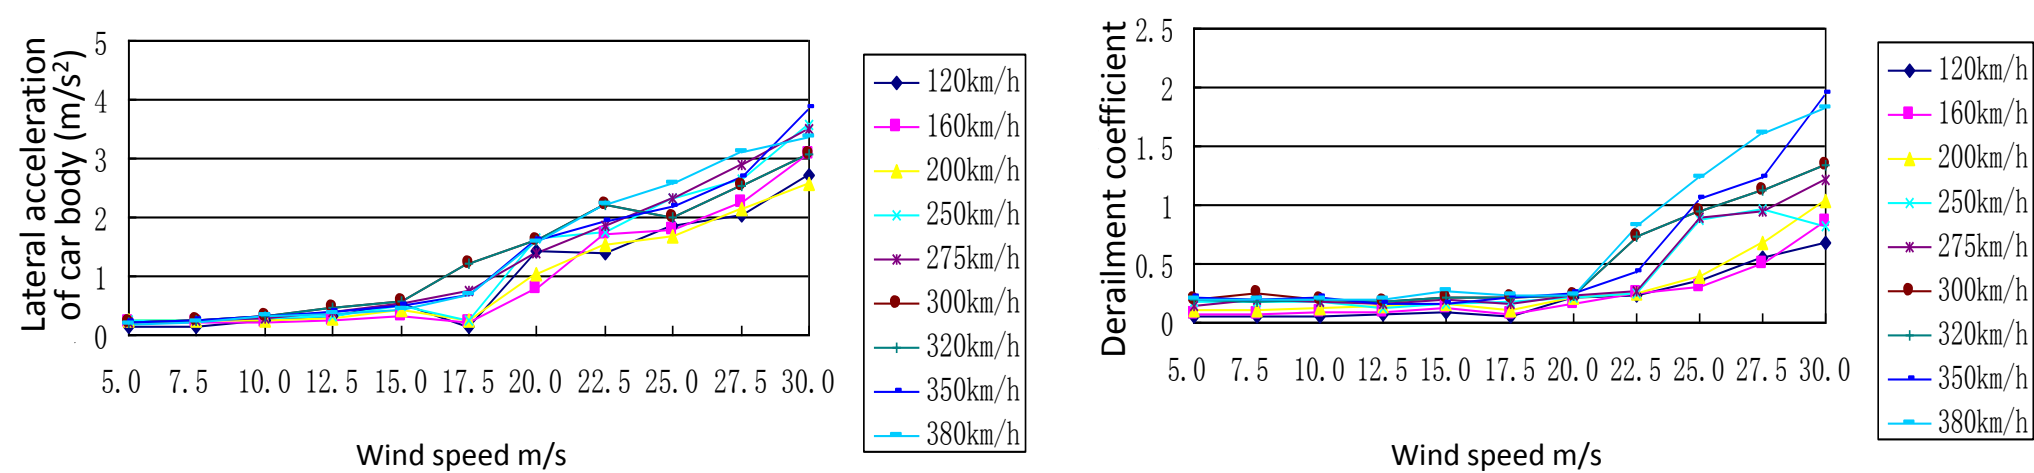 Lateral acceleration
of car body (m/s²)
5
4
3
2
1
0
5.0 7.5 10.0 12.5 15.0 17.5 20.0 22.5 25.0 27.5 30.0
Wind speed m/s
120km/h
160km/h
200km/h
250km/h
275km/h
300km/h
320km/h
350km/h
380km/h
Derailment coefficient
2.5
2
1.5
1
0.5
0
5.0 7.5 10.0 12.5 15.0 17.5 20.0 22.5 25.0 27.5 30.0
Wind speed m/s
120km/h
160km/h
200km/h
250km/h
275km/h
300km/h
320km/h
350km/h
380km/h